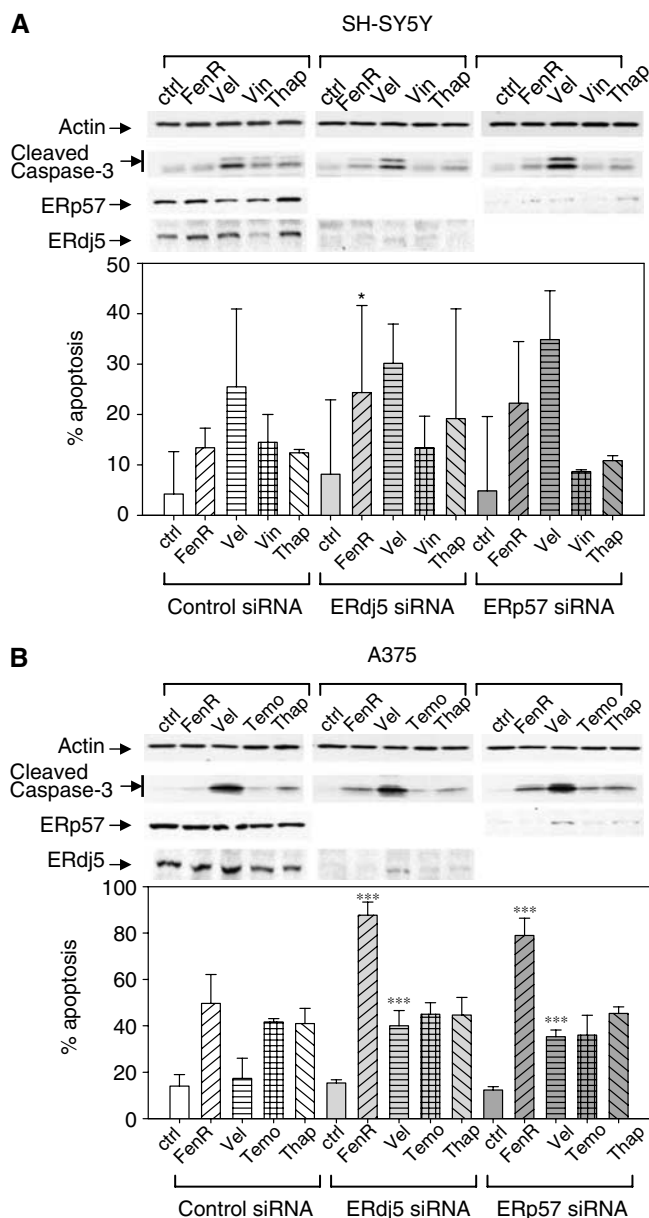 A
SH-SY5Y
ctrl FenR Vel Vin Thap ctrl FenR Vel Vin Thap ctrl FenR Vel Vin Thap
Actin
Cleaved
Caspase-3
ERp57
ERdj5
50
40
30
20
10
0
% apoptosis
*
ctrl FenR Vel Vin Thap ctrl FenR Vel Vin Thap ctrl FenR Vel Vin Thap
Control siRNA ERdj5 siRNA ERp57 siRNA
B
A375
ctrl FenR Vel Temo Thap ctrl FenR Vel Temo Thap ctrl FenR Vel Temo Thap
Actin
Cleaved
Caspase-3
ERp57
ERdj5
100
80
60
40
20
0
% apoptosis
*** *** *** ***
ctrl FenR Vel Temo Thap ctrl FenR Vel Temo Thap ctrl FenR Vel Temo Thap
Control siRNA ERdj5 siRNA ERp57 siRNA